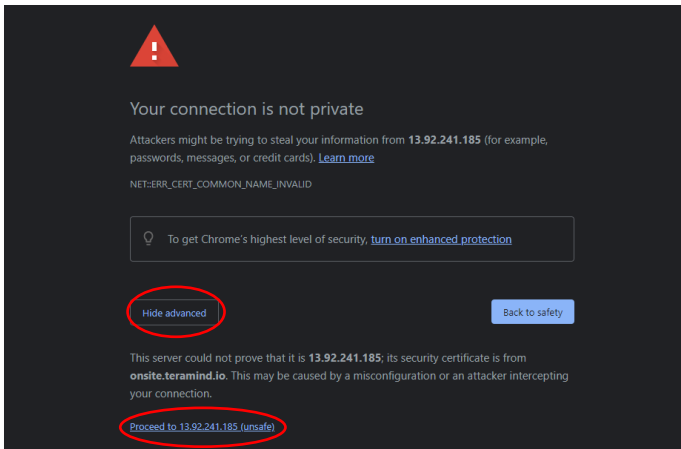 Your connection is not private
Attackers might be trying to steal your information from 13.92.241.185 (for example,
passwords, messages, or credit cards). Learn more
NET::ERR_CERT_COMMON_NAME_INVALID
To get Chrome's highest level of security, turn on enhanced protection
Hide advanced
Back to safety
This server could not prove that it is 13.92.241.185; its security certificate is from
onsite.teramind.io. This may be caused by a misconfiguration or an attacker intercepting
your connection.
Proceed to 13.92.241.185 (unsafe)